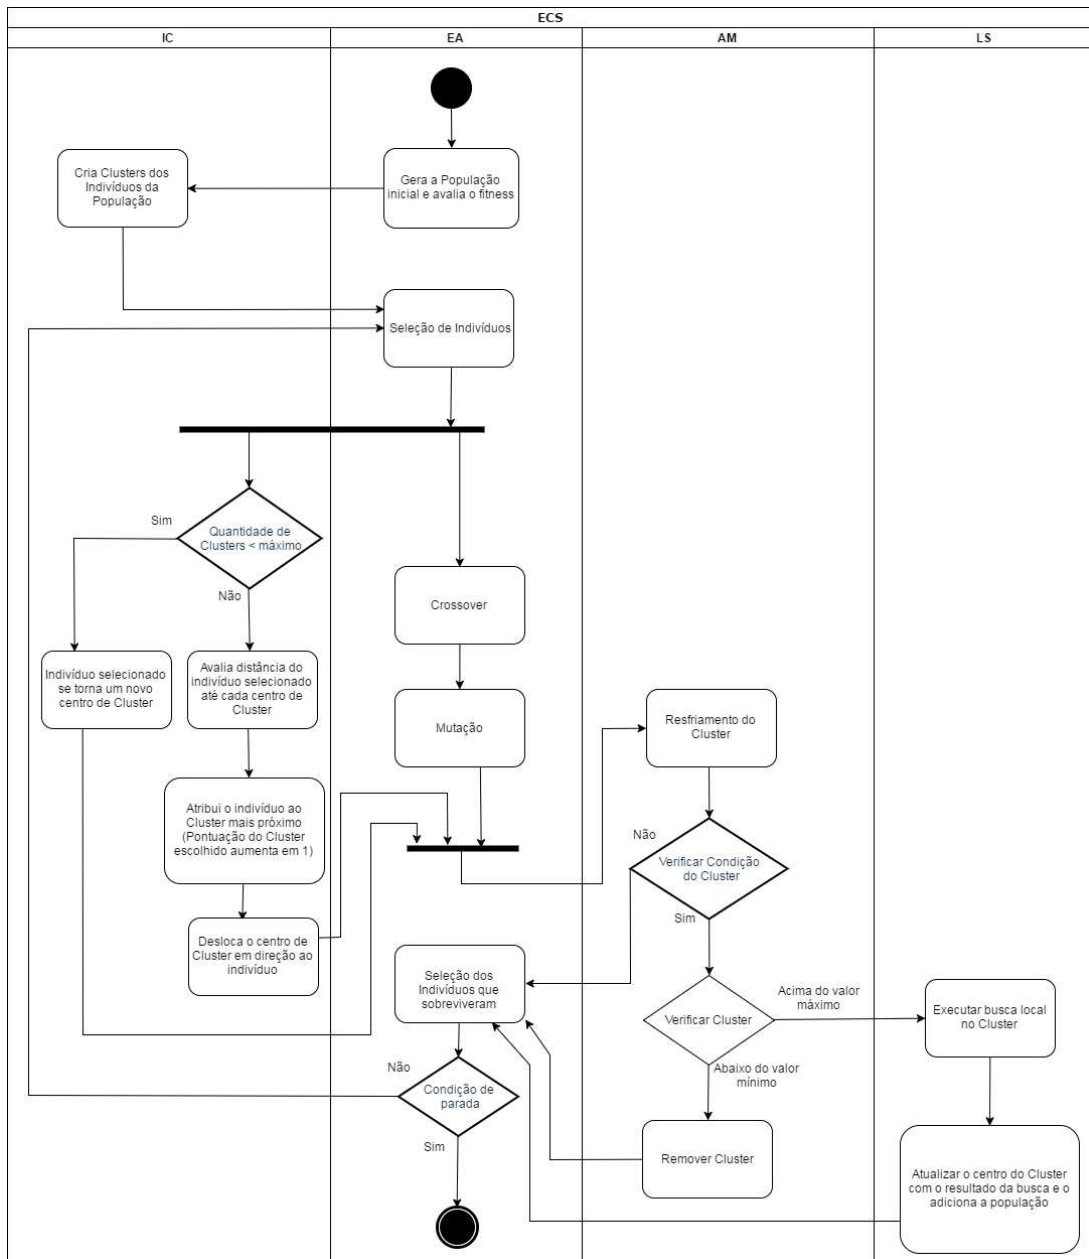 ECS
IC
EA
AM
LS
Gera a População
inicial e avalia o fitness
Cria Clusters dos
Indivíduos da
População
Seleção de Indivíduos
Sim
Quantidade de
Clusters < máximo
Não
Indivíduo selecionado
se torna um novo
centro de Cluster
Avalia distância do
indivíduo selecionado
até cada centro de
Cluster
Atribui o indivíduo ao
Cluster mais próximo
(Pontuação do Cluster
escolhido aumenta em 1)
Desloca o centro de
Cluster em direção ao
indivíduo
Crossover
Mutação
Resfriamento do
Cluster
Não
Verificar Condição
do Cluster
Sim
Verificar Cluster
Acima do valor
máximo
Abaixo do valor
mínimo
Executar busca local
no Cluster
Remover Cluster
Atualizar o centro do Cluster
com o resultado da busca e o
adiciona a população
Seleção dos
Indivíduos que
sobreviveram
Não
Condição de
parada
Sim